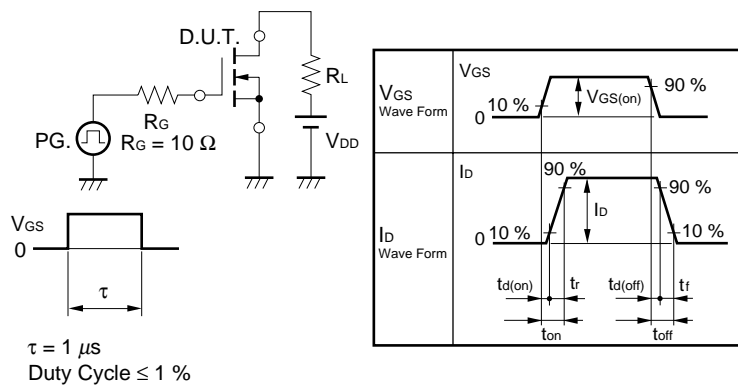 D.U.T.
RL
RG
PG.
RG = 10 Ω
VDD
VGS
0
τ
τ = 1 μs
Duty Cycle ≤ 1 %
VGS
Wave Form
VGS
10 %
0
VGS(on)
90 %
ID
Wave Form
ID
90 %
90 %
ID
0 10 %
10 %
td(on)
tr
td(off)
tf
ton
toff